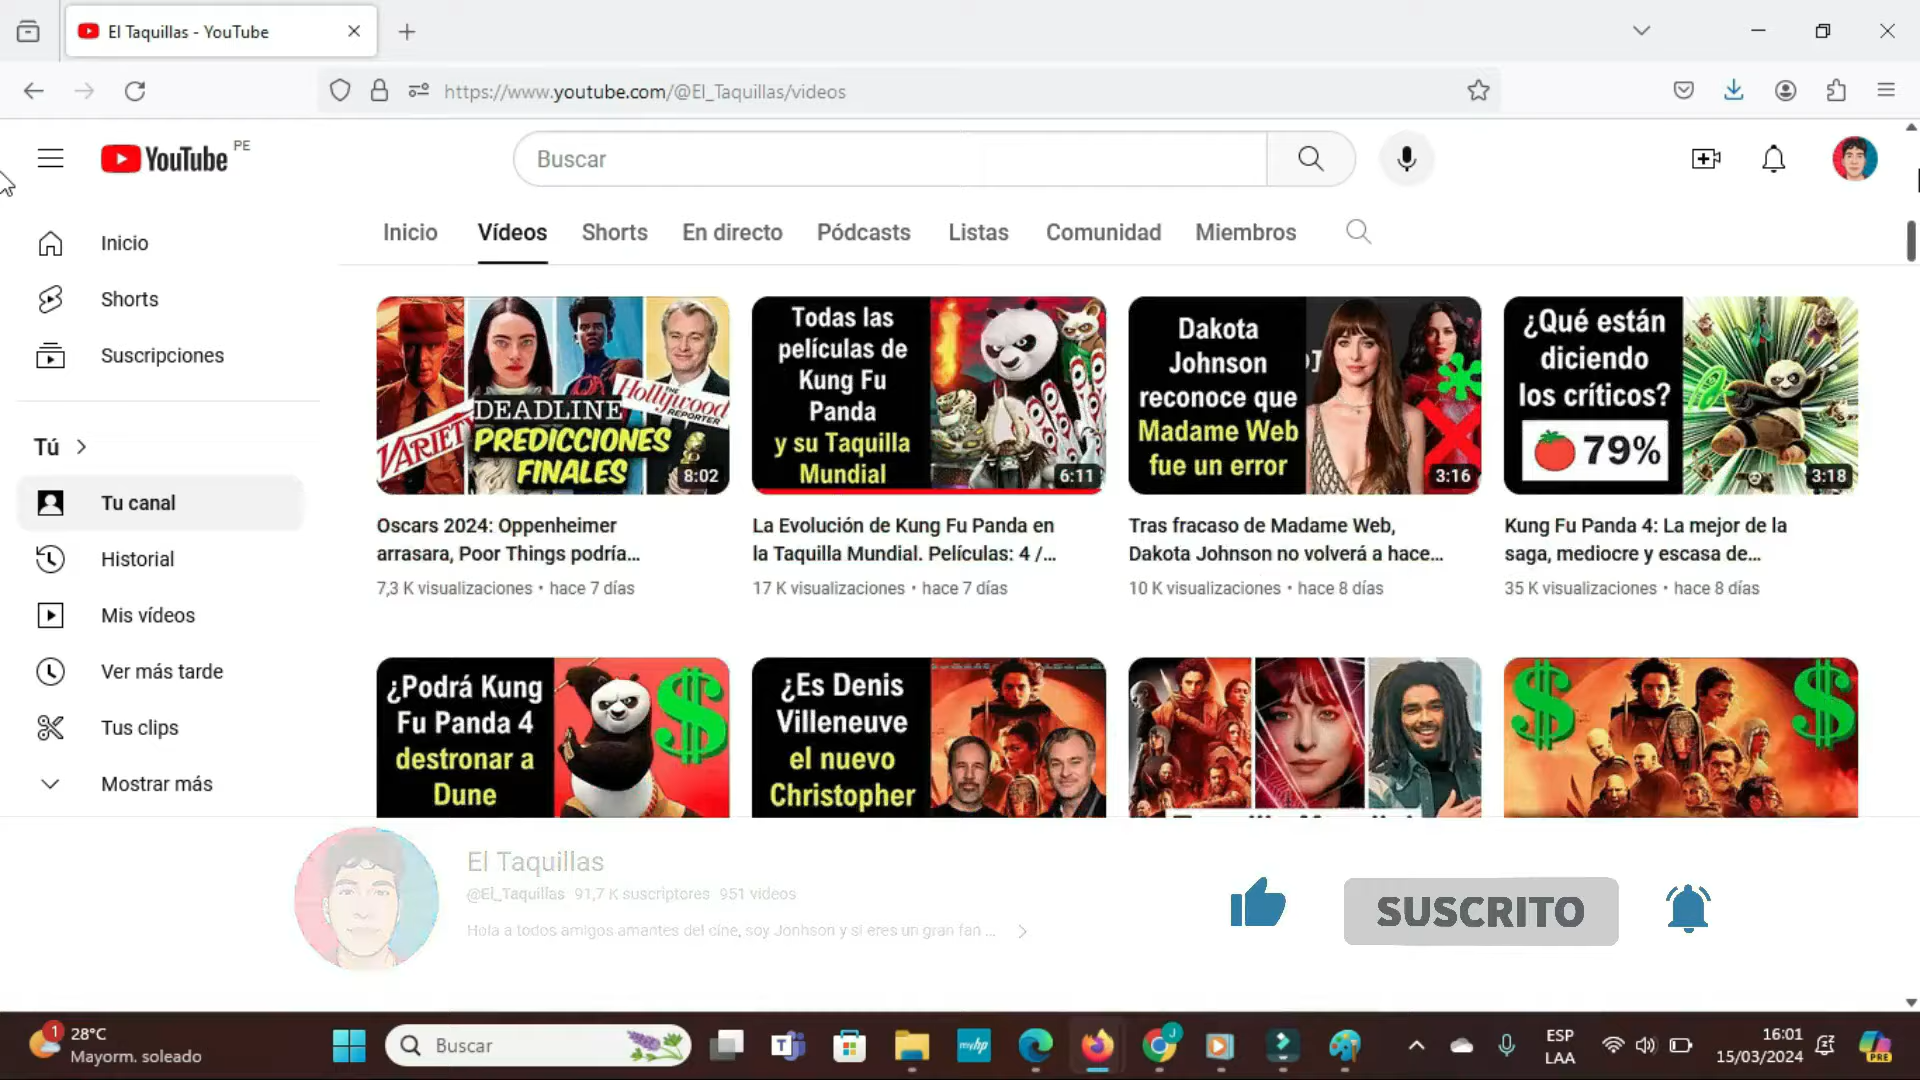 El Taquillas - YouTube
https://www.youtube.com/@El_Taquillas/videos
YouTube PE
Buscar
Inicio
Shorts
Suscripciones
Tú
Tu canal
Historial
Mis vídeos
Ver más tarde
Tus clips
Mostrar más
Inicio Vídeos Shorts En directo Pódcasts Listas Comunidad Miembros
VARIETY
DEADLINE
THE
Hollywood
REPORTER
PREDICCIONES
FINALES
8:02
Oscars 2024: Oppenheimer
arrasara, Poor Things podría...
7,3 K visualizaciones • hace 7 días
Todas las
películas de
Kung Fu
Panda
y su Taquilla
Mundial
6:11
La Evolución de Kung Fu Panda en
la Taquilla Mundial. Películas: 4 /...
17 K visualizaciones • hace 7 días
Dakota
Johnson
reconoce que
Madame Web
fue un error
3:16
Tras fracaso de Madame Web,
Dakota Johnson no volverá a hace...
10 K visualizaciones • hace 8 días
¿Qué están
diciendo
los críticos?
79%
3:18
Kung Fu Panda 4: La mejor de la
saga, mediocre y escasa de...
35 K visualizaciones • hace 8 días
¿Podrá Kung
Fu Panda 4
destronar a
Dune
¿Es Denis
Villeneuve
el nuevo
Christopher
El Taquillas
@El_Taquillas 91,7 K suscriptores 951 videos
Hola a todos amigos amantes del cine, soy Jonhson y si eres un gran fan ...
SUSCRITO
1
28°C
Mayorm. soleado
Buscar
myhp
J
ESP
LAA
16:01
15/03/2024
PRE